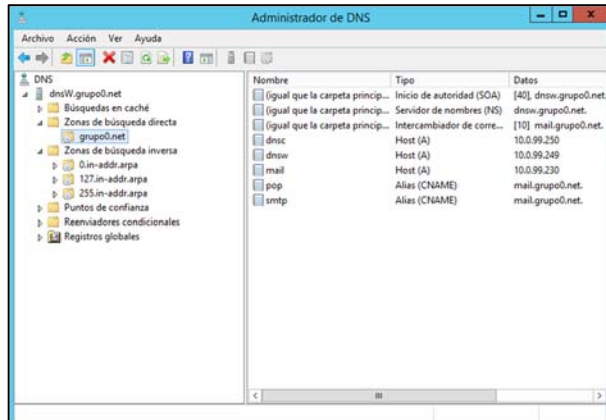 Administrador de DNS
Archivo Acción Ver Ayuda
DNS
dnsW.grupo0.net
Búsquedas en caché
Zonas de búsqueda directa
grupo0.net
Zonas de búsqueda inversa
0.in-addr.arpa
127.in-addr.arpa
255.in-addr.arpa
Puntos de confianza
Reenviadores condicionales
Registros globales
Nombre Tipo Datos
(igual que la carpeta princip... Inicio de autoridad (SOA) [40], dnsw.grupo0.net
(igual que la carpeta princip... Servidor de nombres (NS) dnsw.grupo0.net.
(igual que la carpeta princip... Intercambiador de corre... [10] mail.grupo0.net.
dnsc Host (A) 10.0.99.250
dnsw Host (A) 10.0.99.249
mail Host (A) 10.0.99.230
pop Alias (CNAME) mail.grupo0.net.
smtp Alias (CNAME) mail.grupo0.net.